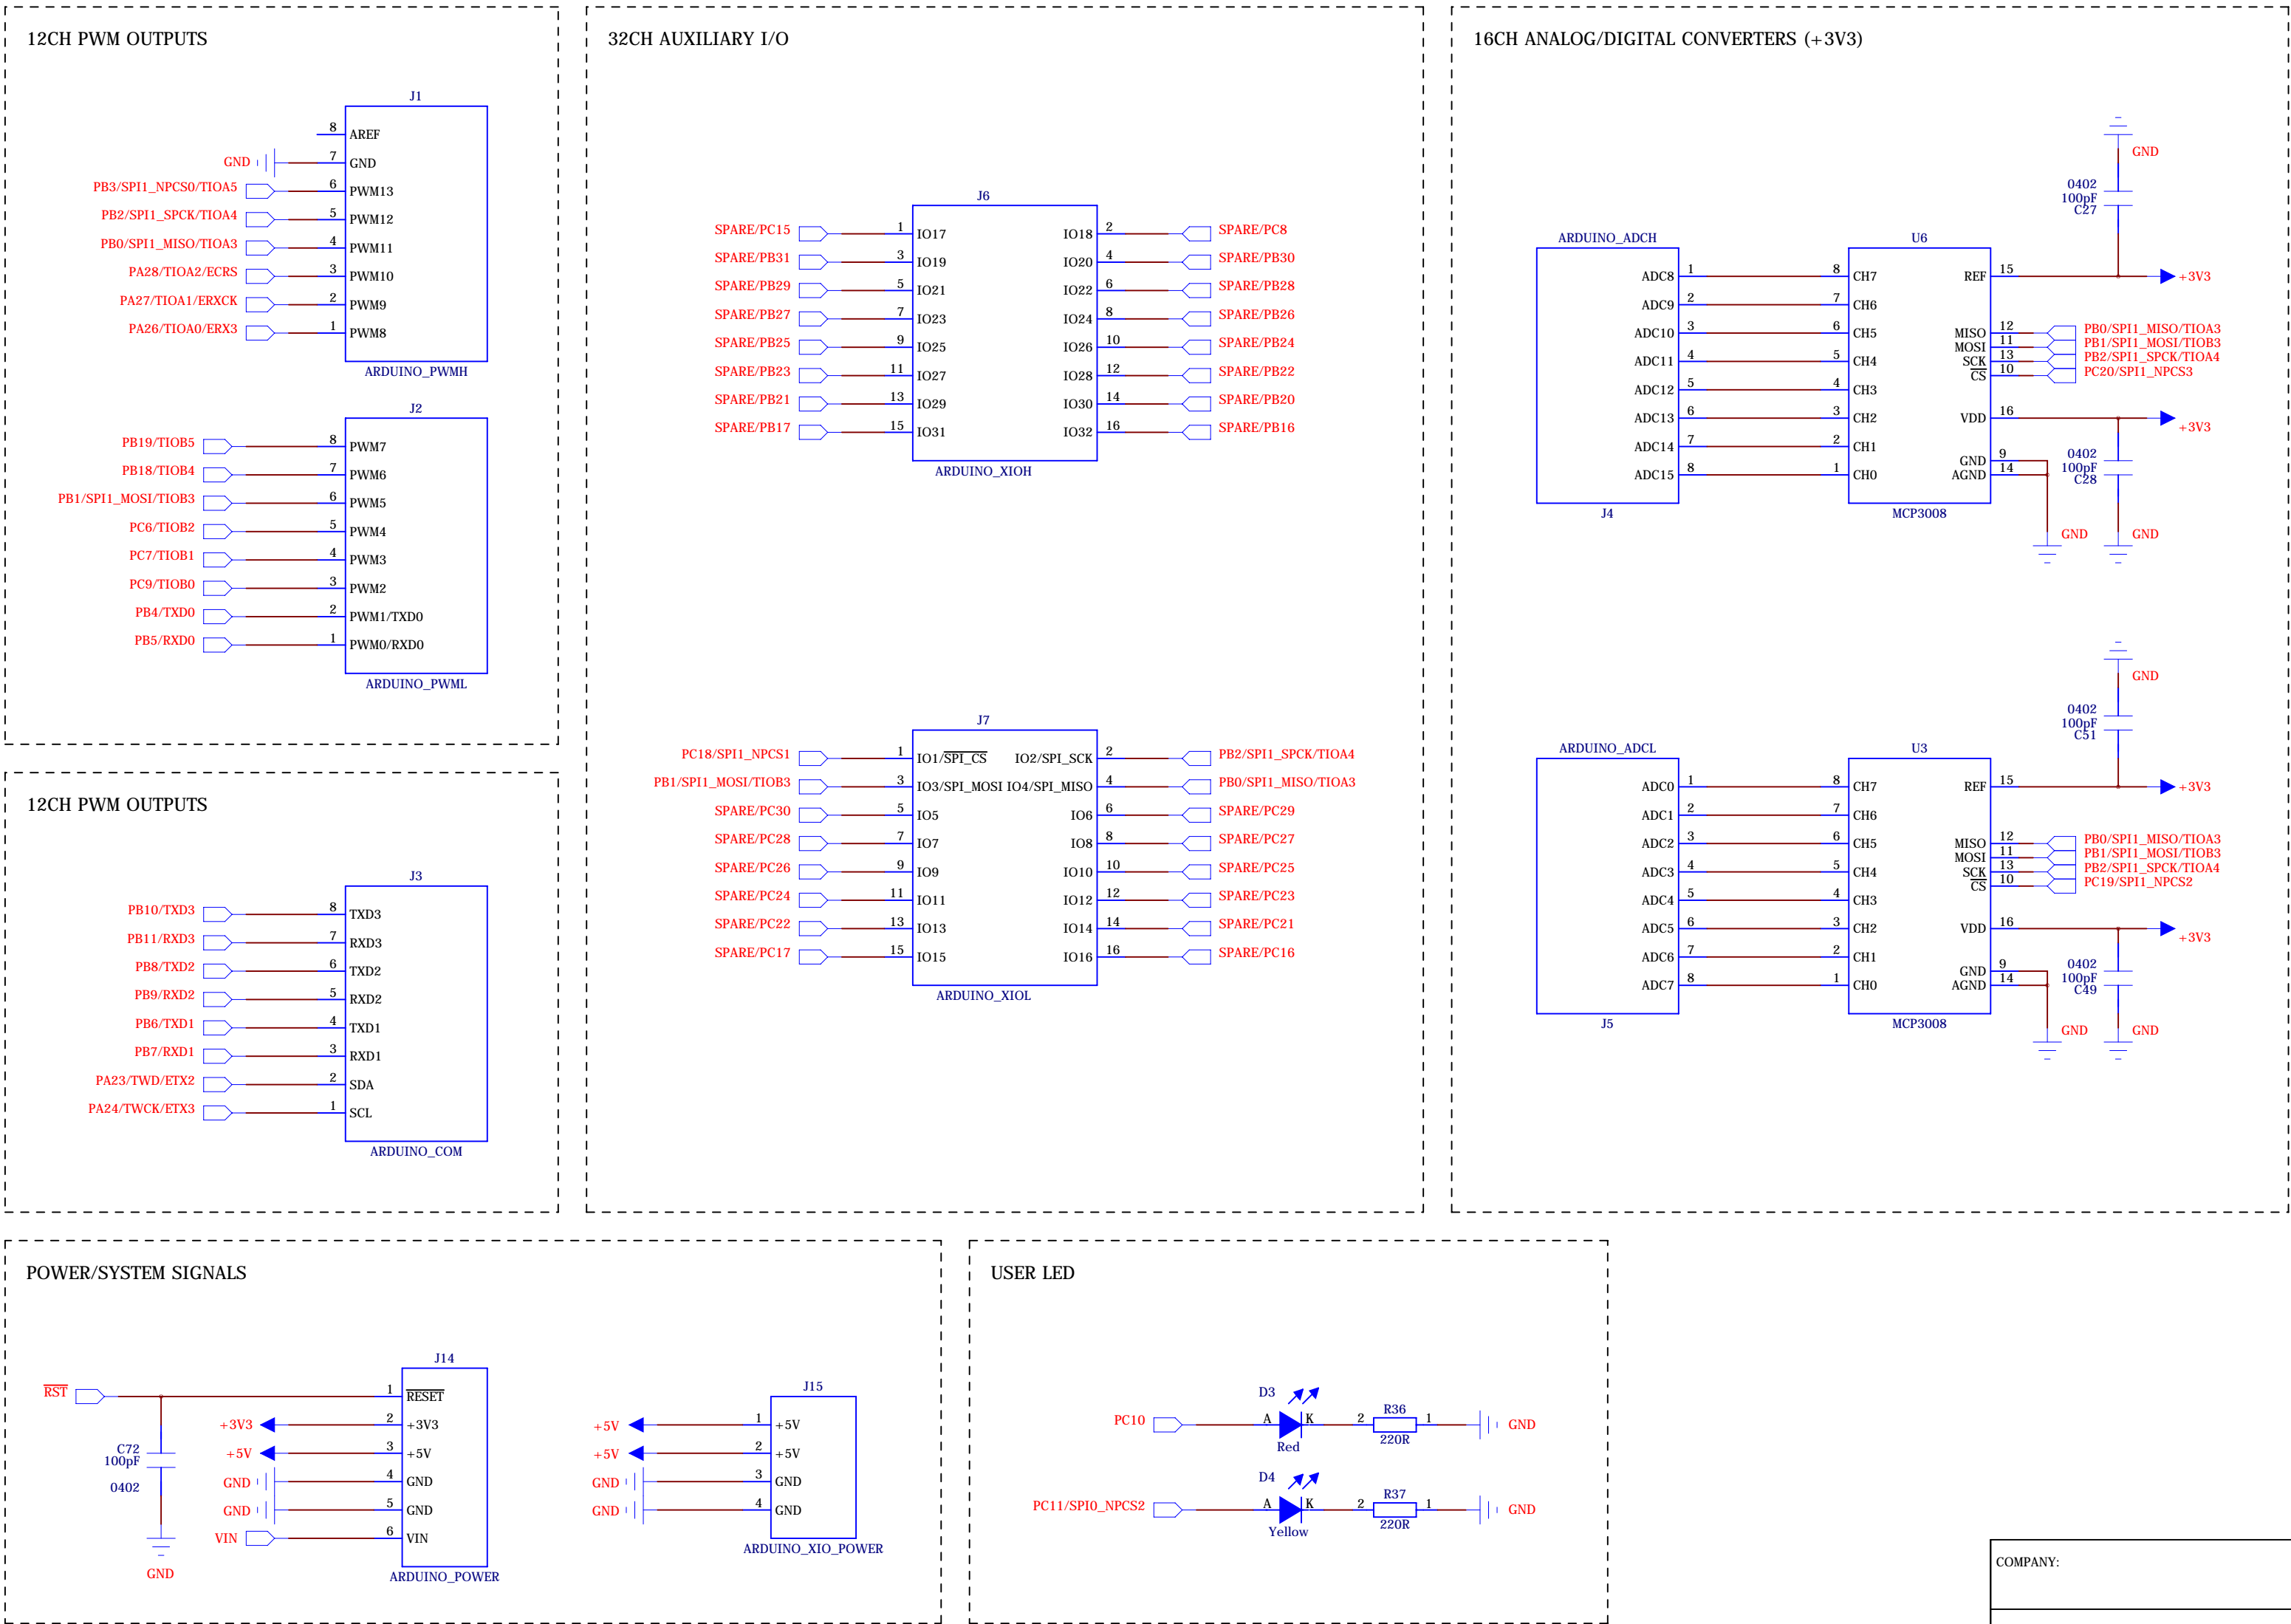 12CH PWM OUTPUTS
J1
8 AREF
GND 7 GND
PB3/SPI1_NPCS0/TIOA5 6 PWM13
PB2/SPI1_SPCK/TIOA4 5 PWM12
PB0/SPI1_MISO/TIOA3 4 PWM11
PA28/TIOA2/ECRS 3 PWM10
PA27/TIOA1/ERXCK 2 PWM9
PA26/TIOA0/ERX3 1 PWM8
ARDUINO_PWMH
J2
PB19/TIOB5 8 PWM7
PB18/TIOB4 7 PWM6
PB1/SPI1_MOSI/TIOB3 6 PWM5
PC6/TIOB2 5 PWM4
PC7/TIOB1 4 PWM3
PC9/TIOB0 3 PWM2
PB4/TXD0 2 PWM1/TXD0
PB5/RXD0 1 PWM0/RXD0
ARDUINO_PWML
12CH PWM OUTPUTS
J3
PB10/TXD3 8 TXD3
PB11/RXD3 7 RXD3
PB8/TXD2 6 TXD2
PB9/RXD2 5 RXD2
PB6/TXD1 4 TXD1
PB7/RXD1 3 RXD1
PA23/TWD/ETX2 2 SDA
PA24/TWCK/ETX3 1 SCL
ARDUINO_COM
32CH AUXILIARY I/O
J6
SPARE/PC15 1 IO17 IO18 2 SPARE/PC8
SPARE/PB31 3 IO19 IO20 4 SPARE/PB30
SPARE/PB29 5 IO21 IO22 6 SPARE/PB28
SPARE/PB27 7 IO23 IO24 8 SPARE/PB26
SPARE/PB25 9 IO25 IO26 10 SPARE/PB24
SPARE/PB23 11 IO27 IO28 12 SPARE/PB22
SPARE/PB21 13 IO29 IO30 14 SPARE/PB20
SPARE/PB17 15 IO31 IO32 16 SPARE/PB16
ARDUINO_XIOH
J7
PC18/SPI1_NPCS1 1 IO1/SPI_CS IO2/SPI_SCK 2 PB2/SPI1_SPCK/TIOA4
PB1/SPI1_MOSI/TIOB3 3 IO3/SPI_MOSI IO4/SPI_MISO 4 PB0/SPI1_MISO/TIOA3
SPARE/PC30 5 IO5 IO6 6 SPARE/PC29
SPARE/PC28 7 IO7 IO8 8 SPARE/PC27
SPARE/PC26 9 IO9 IO10 10 SPARE/PC25
SPARE/PC24 11 IO11 IO12 12 SPARE/PC23
SPARE/PC22 13 IO13 IO14 14 SPARE/PC21
SPARE/PC17 15 IO15 IO16 16 SPARE/PC16
ARDUINO_XIOL
16CH ANALOG/DIGITAL CONVERTERS (+3V3)
GND
0402
100pF
C27
ARDUINO_ADCH U6
ADC8 1 8 CH7 REF 15 +3V3
ADC9 2 7 CH6
ADC10 3 6 CH5 MISO 12 PB0/SPI1_MISO/TIOA3
MOSI 11 PB1/SPI1_MOSI/TIOB3
ADC11 4 5 CH4 SCK 13 PB2/SPI1_SPCK/TIOA4
CS 10 PC20/SPI1_NPCS3
ADC12 5 4 CH3
ADC13 6 3 CH2 VDD 16 +3V3
ADC14 7 2 CH1
GND 9
ADC15 8 1 CH0 AGND 14
0402
100pF
C28
J4 MCP3008
GND GND
GND
0402
100pF
C51
ARDUINO_ADCL U3
ADC0 1 8 CH7 REF 15 +3V3
ADC1 2 7 CH6
ADC2 3 6 CH5 MISO 12 PB0/SPI1_MISO/TIOA3
MOSI 11 PB1/SPI1_MOSI/TIOB3
ADC3 4 5 CH4 SCK 13 PB2/SPI1_SPCK/TIOA4
CS 10 PC19/SPI1_NPCS2
ADC4 5 4 CH3
ADC5 6 3 CH2 VDD 16 +3V3
ADC6 7 2 CH1
GND 9
ADC7 8 1 CH0 AGND 14
0402
100pF
C49
J5 MCP3008
GND GND
POWER/SYSTEM SIGNALS
J14
RST 1 RESET
+3V3 2 +3V3
+5V 3 +5V
GND 4 GND
GND 5 GND
VIN 6 VIN
C72
100pF
0402
GND
ARDUINO_POWER
J15
+5V 1 +5V
+5V 2 +5V
GND 3 GND
GND 4 GND
ARDUINO_XIO_POWER
USER LED
D3
PC10 A K 2 R36 1 GND
Red 220R
D4
PC11/SPI0_NPCS2 A K 2 R37 1 GND
Yellow 220R
COMPANY: